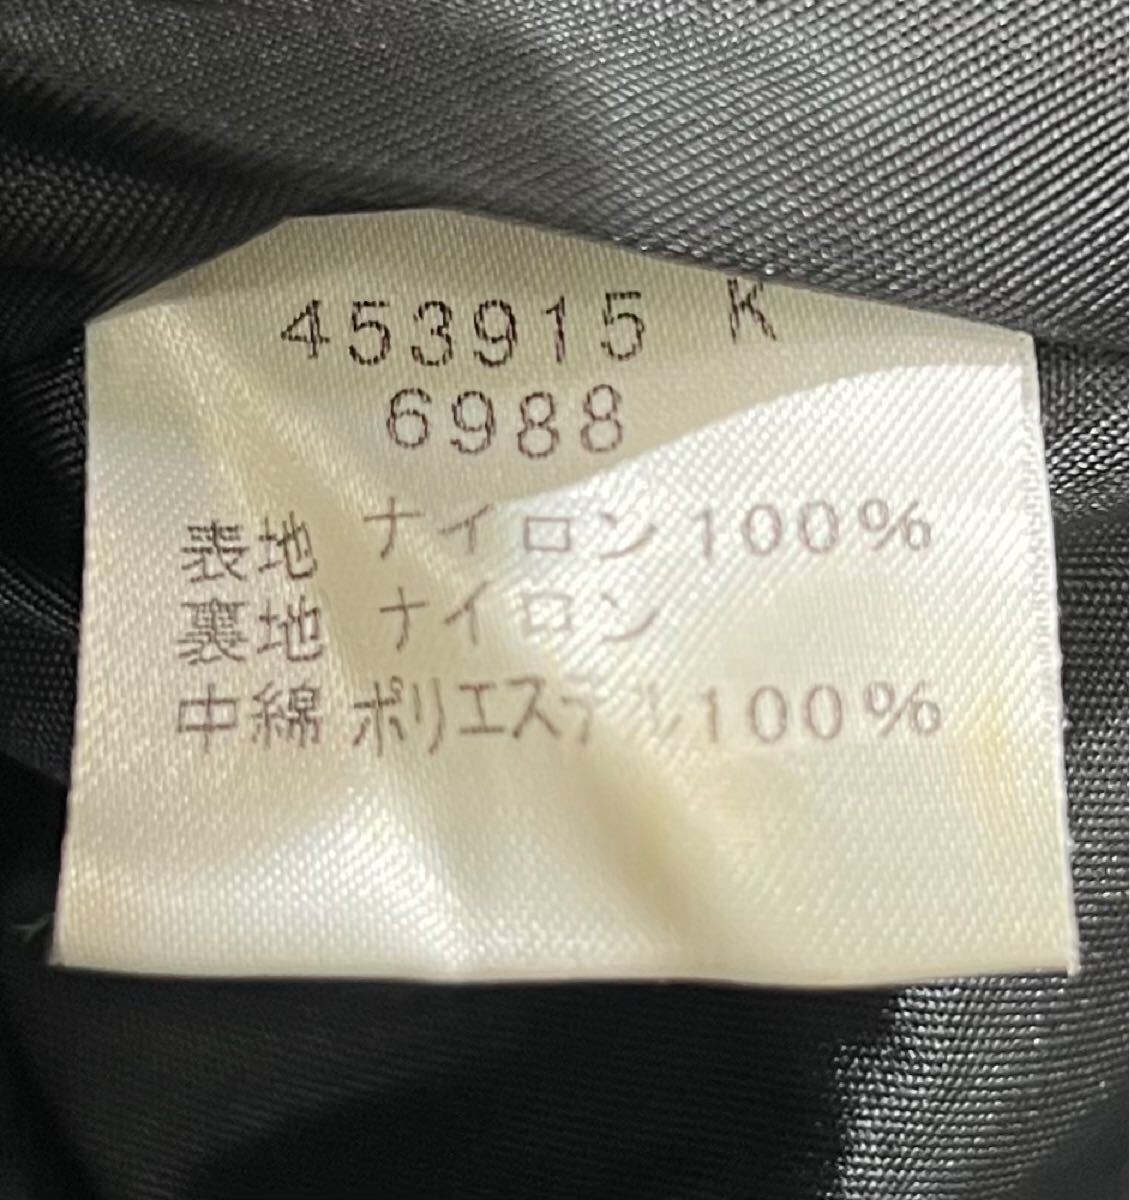 453915 K
6988
表地 ナイロン100%
裏地 ナイロン
中綿 ポリエステル100%